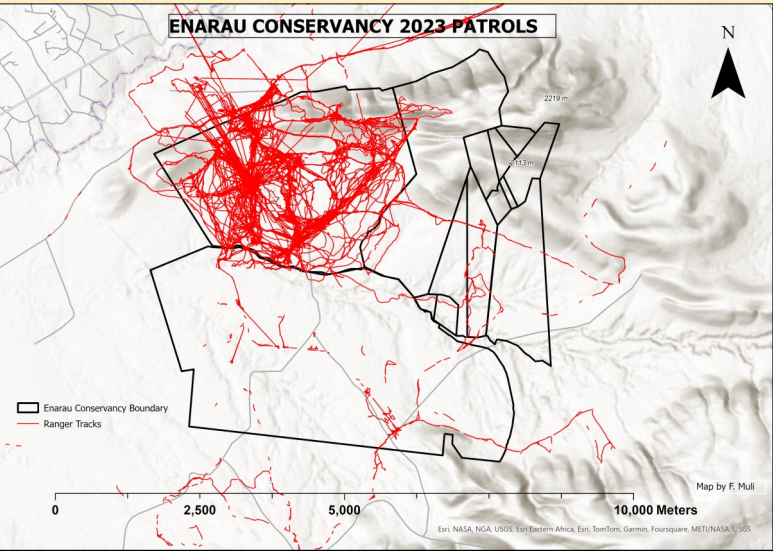 ENARAU CONSERVANCY 2023 PATROLS
N
2219 m
2113 m
Enarau Conservancy Boundary
Ranger Tracks
Map by F. Muli
0 2,500 5,000 10,000 Meters
Esri, NASA, NGA, USGS, Esri Eastern Africa, Esri, TomTom, Garmin, Foursquare, METI/NASA, USGS